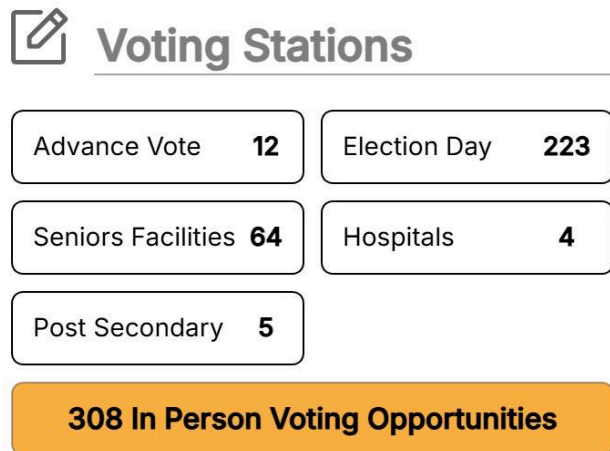 Voting Stations
Advance Vote 12
Election Day 223
Seniors Facilities 64
Hospitals 4
Post Secondary 5
308 In Person Voting Opportunities